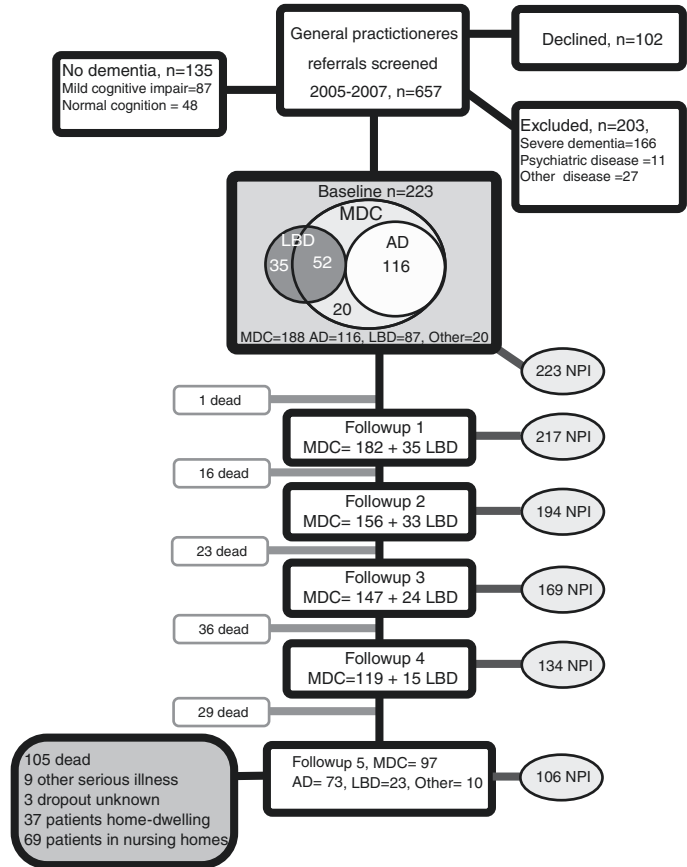 General practictioneres
referrals screened
2005-2007, n=657
Declined, n=102
No dementia, n=135
Mild cognitive impair=87
Normal cognition = 48
Excluded, n=203,
Severe dementia=166
Psychiatric disease =11
Other disease =27
Baseline n=223
MDC
LBD
AD
35
52
116
20
MDC=188 AD=116, LBD=87, Other=20
223 NPI
1 dead
Followup 1
MDC= 182 + 35 LBD
217 NPI
16 dead
Followup 2
MDC= 156 + 33 LBD
194 NPI
23 dead
Followup 3
MDC= 147 + 24 LBD
169 NPI
36 dead
Followup 4
MDC=119 + 15 LBD
134 NPI
29 dead
Followup 5, MDC= 97
AD= 73, LBD=23, Other= 10
106 NPI
105 dead
9 other serious illness
3 dropout unknown
37 patients home-dwelling
69 patients in nursing homes